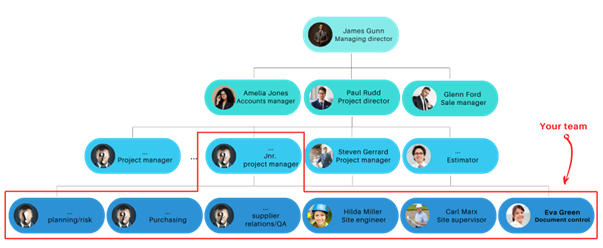 James Gunn
Managing director
Amelia Jones
Accounts manager
Paul Rudd
Project director
Glenn Ford
Sale manager
Your team
...
Project manager
...
...
Jnr.
project manager
Steven Gerrard
Project manager
...
Estimator
...
planning/risk
...
Purchasing
...
supplier
relations/QA
Hilda Miller
Site engineer
Carl Marx
Site supervisor
Eva Green
Document control